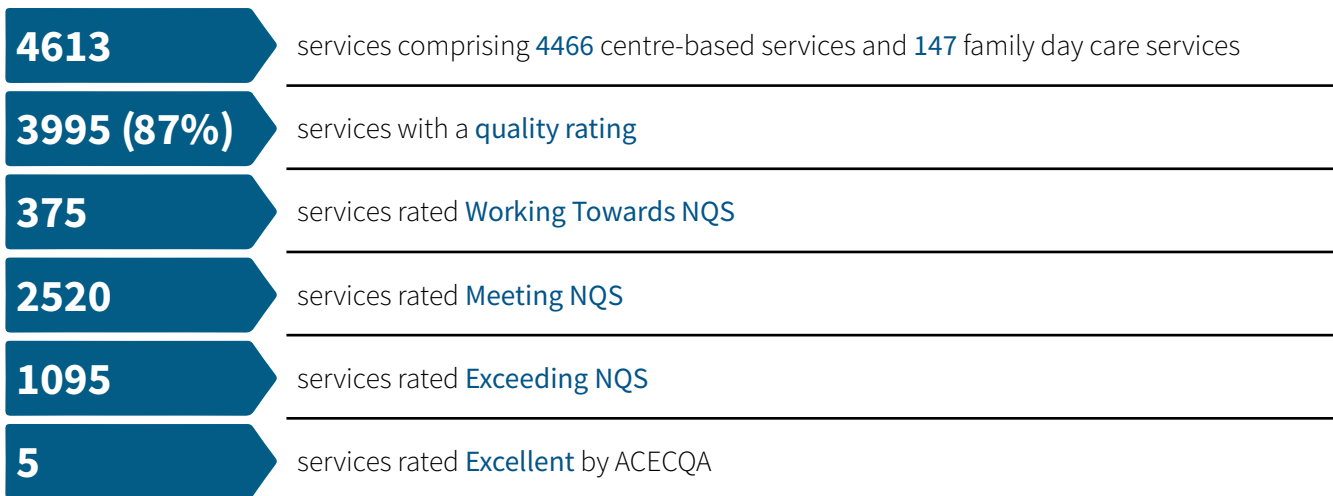 4613 services comprising 4466 centre-based services and 147 family day care services
3995 (87%) services with a quality rating
375 services rated Working Towards NQS
2520 services rated Meeting NQS
1095 services rated Exceeding NQS
5 services rated Excellent by ACECQA